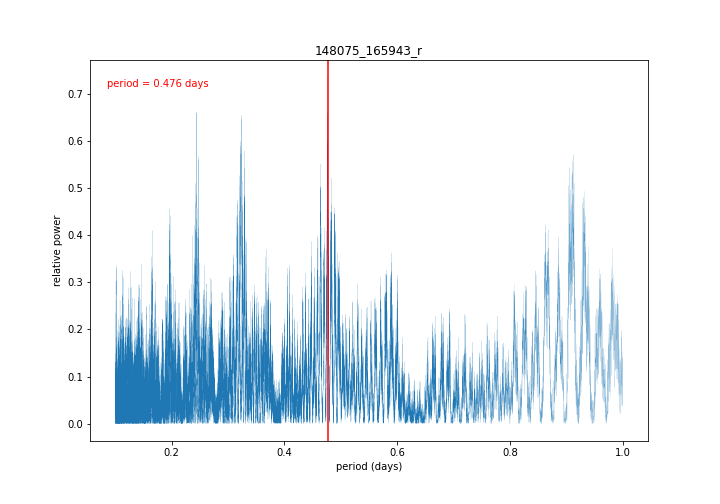 148075_165943_r
period = 0.476 days
0.7
0.6
0.5
0.4
0.3
0.2
0.1
0.0
relative power
0.2 0.4 0.6 0.8 1.0
period (days)